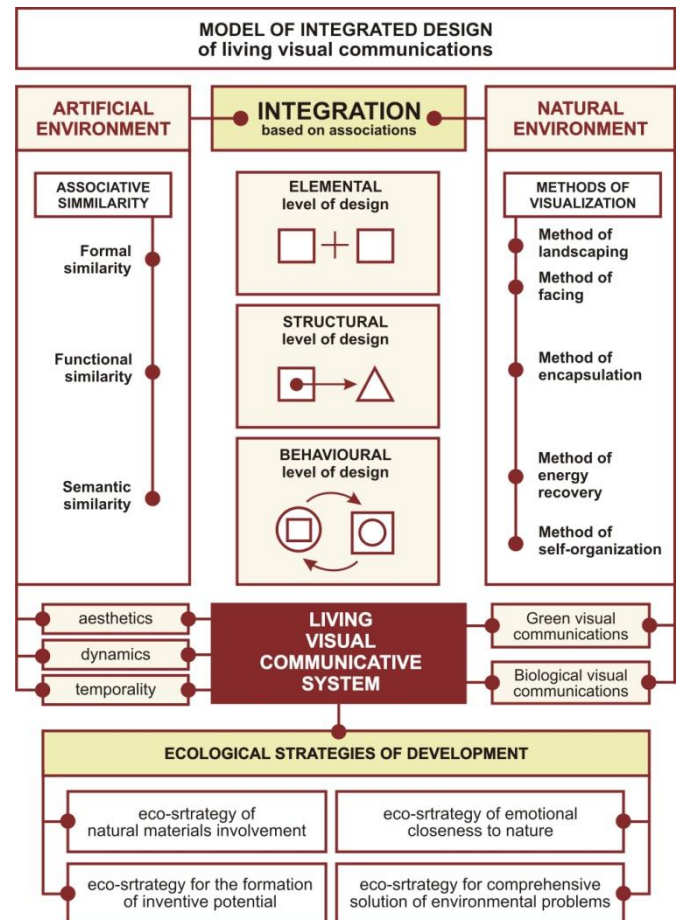 MODEL OF INTEGRATED DESIGN
of living visual communications
ARTIFICIAL
ENVIRONMENT
INTEGRATION
based on associations
NATURAL
ENVIRONMENT
ASSOCIATIVE
SIMMILARITY
Formal
similarity
Functional
similarity
Semantic
similarity
ELEMENTAL
level of design
STRUCTURAL
level of design
BEHAVIOURAL
level of design
METHODS OF
VISUALIZATION
Method of
landscaping
Method of
facing
Method of
encapsulation
Method of
energy
recovery
Method of
self-organization
aesthetics
dynamics
temporality
LIVING
VISUAL
COMMUNICATIVE
SYSTEM
Green visual
communications
Biological visual
communications
ECOLOGICAL STRATEGIES OF DEVELOPMENT
eco-srtrategy of
natural materials involvement
eco-srtrategy of emotional
closeness to nature
eco-srtrategy for the formation
of inventive potential
eco-srtrategy for comprehensive
solution of environmental problems